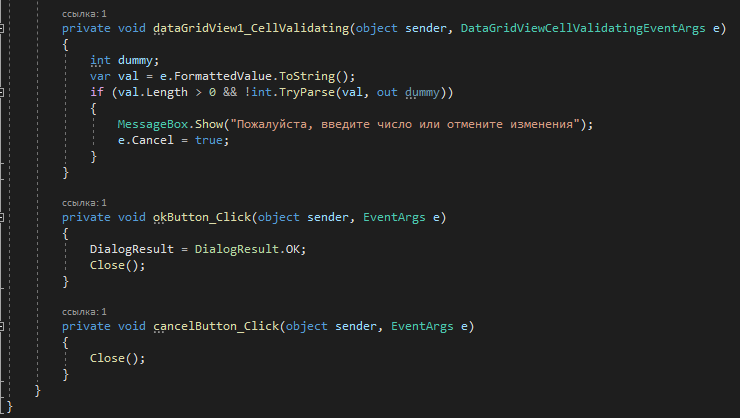 ссылка: 1
private void dataGridView1_CellValidating(object sender, DataGridViewCellValidatingEventArgs e)
{
int dummy;
var val = e.FormattedValue.ToString();
if (val.Length > 0 && !int.TryParse(val, out dummy))
{
MessageBox.Show("Пожалуйста, введите число или отмените изменения");
e.Cancel = true;
}
}
ссылка: 1
private void okButton_Click(object sender, EventArgs e)
{
DialogResult = DialogResult.OK;
Close();
}
ссылка: 1
private void cancelButton_Click(object sender, EventArgs e)
{
Close();
}
}
}